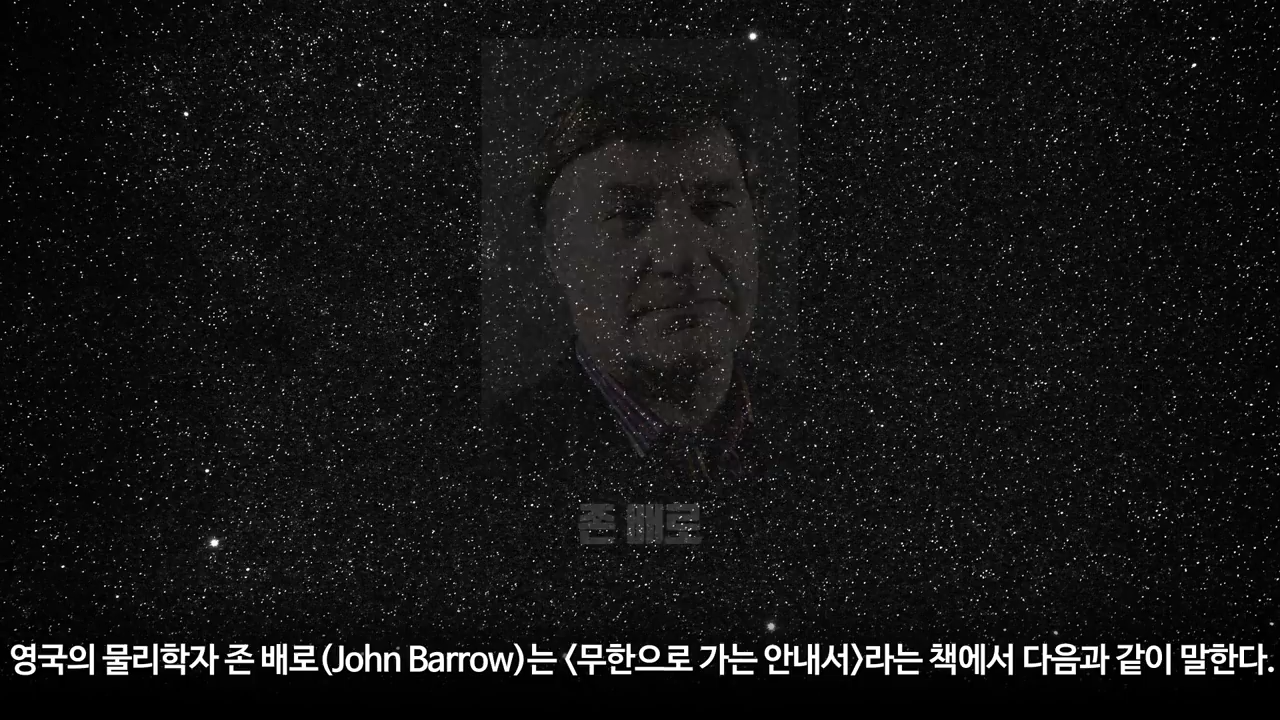 존 배로
영국의 물리학자 존 배로(John Barrow)는 〈무한으로 가는 안내서〉라는 책에서 다음과 같이 말한다.